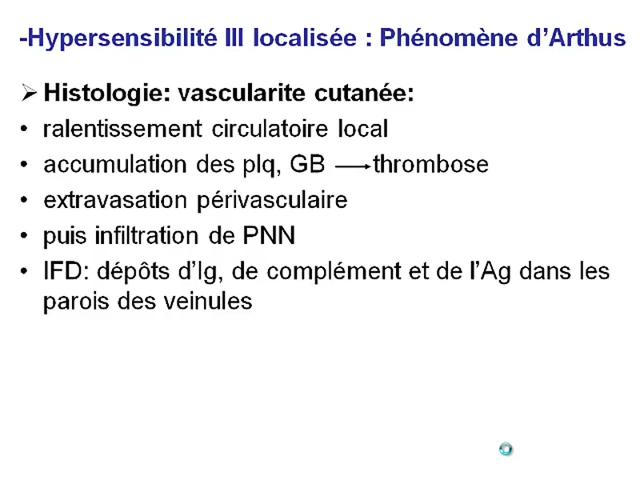 -Hypersensibilité III localisée : Phénomène d'Arthus
➢ Histologie: vascularite cutanée:
• ralentissement circulatoire local
• accumulation des plq, GB ⟶ thrombose
• extravasation périvasculaire
• puis infiltration de PNN
• IFD: dépôts d'Ig, de complément et de l'Ag dans les
parois des veinules